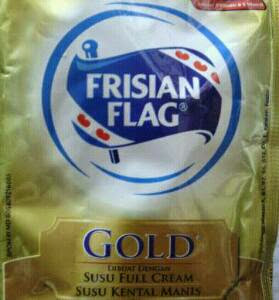 FRISIAN
FLAG®
GOLD
DIBUAT DENGAN
SUSU FULL CREAM
SUSU KENTAL MANIS